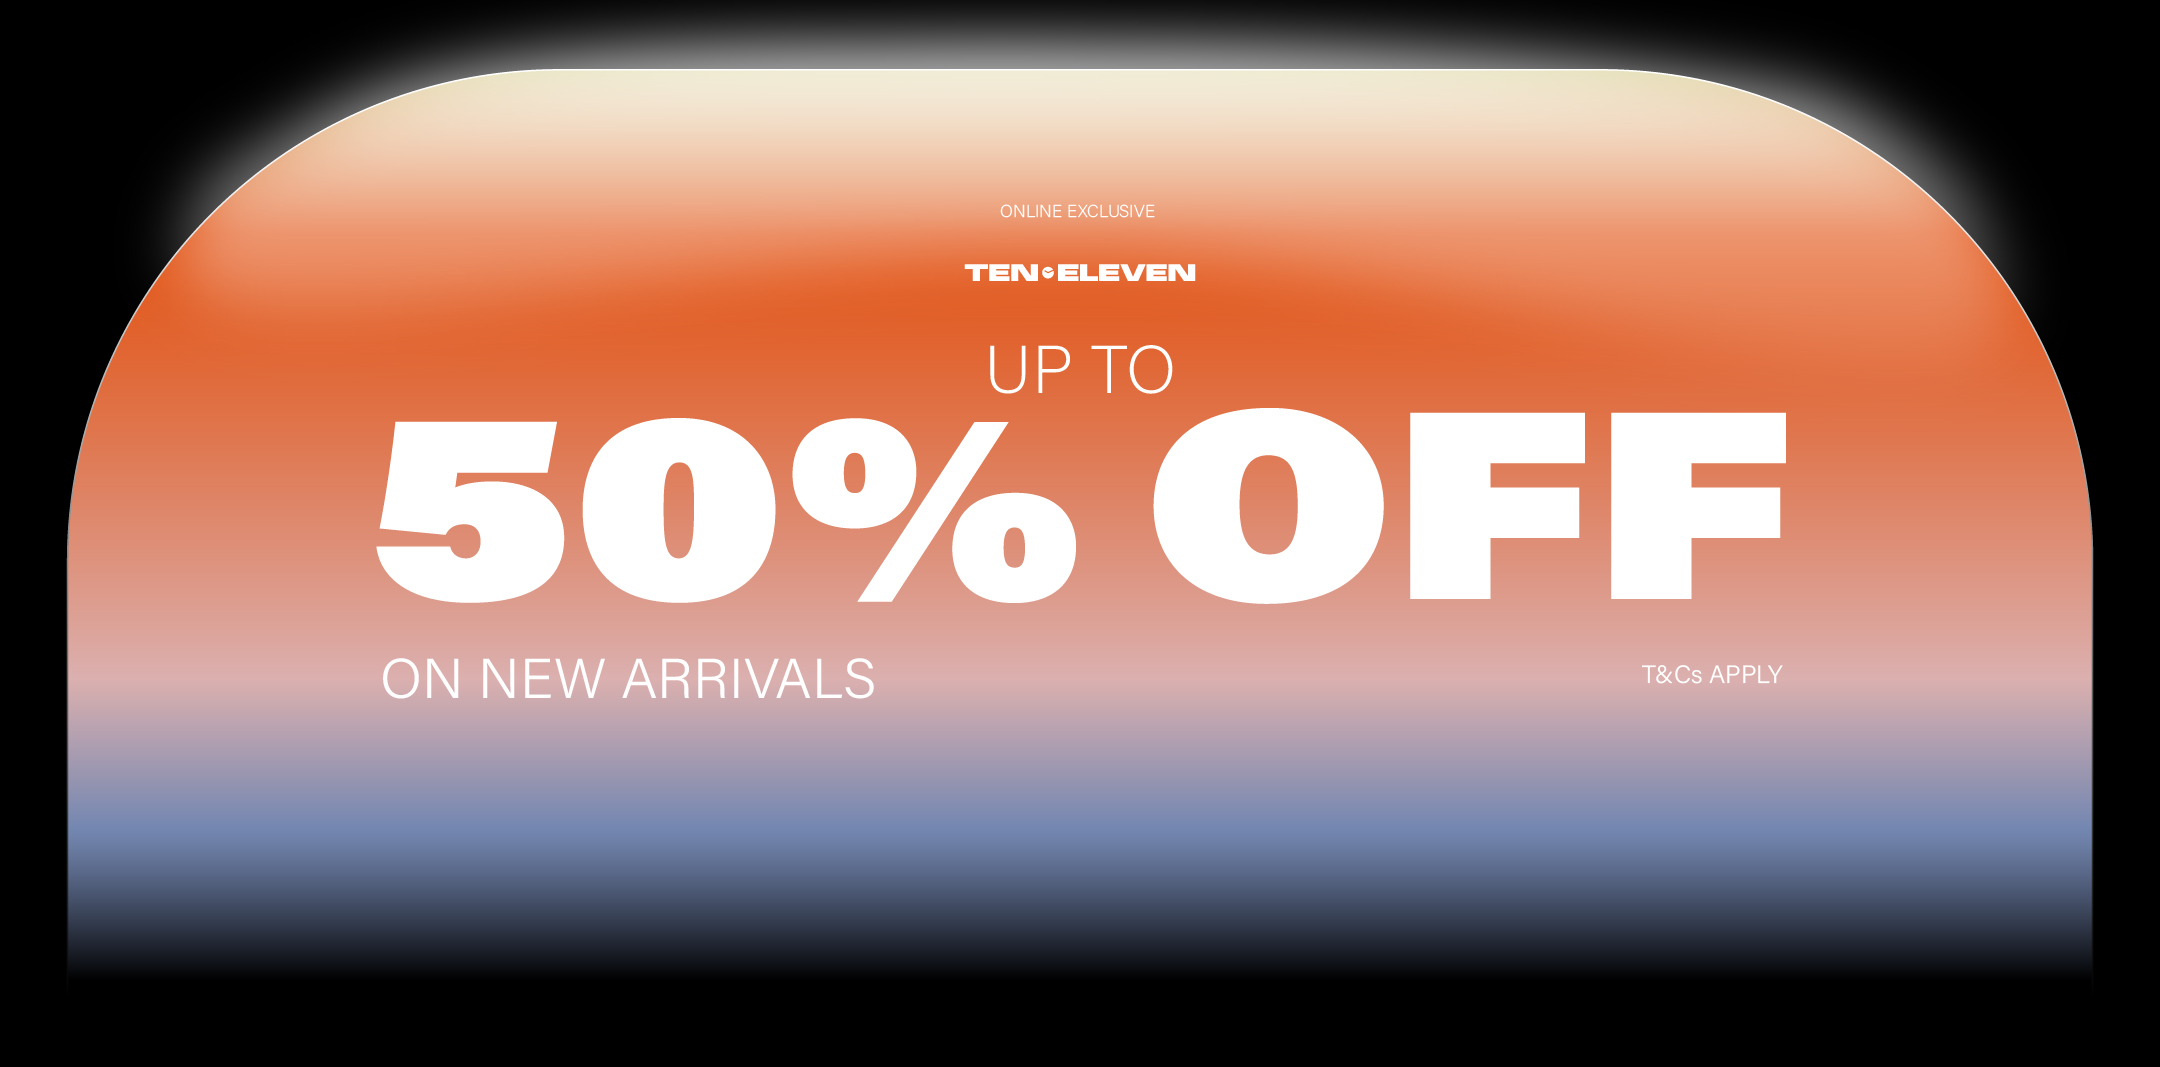 ONLINE EXCLUSIVE
TEN ELEVEN
UP TO
50% OFF
ON NEW ARRIVALS
T&Cs APPLY